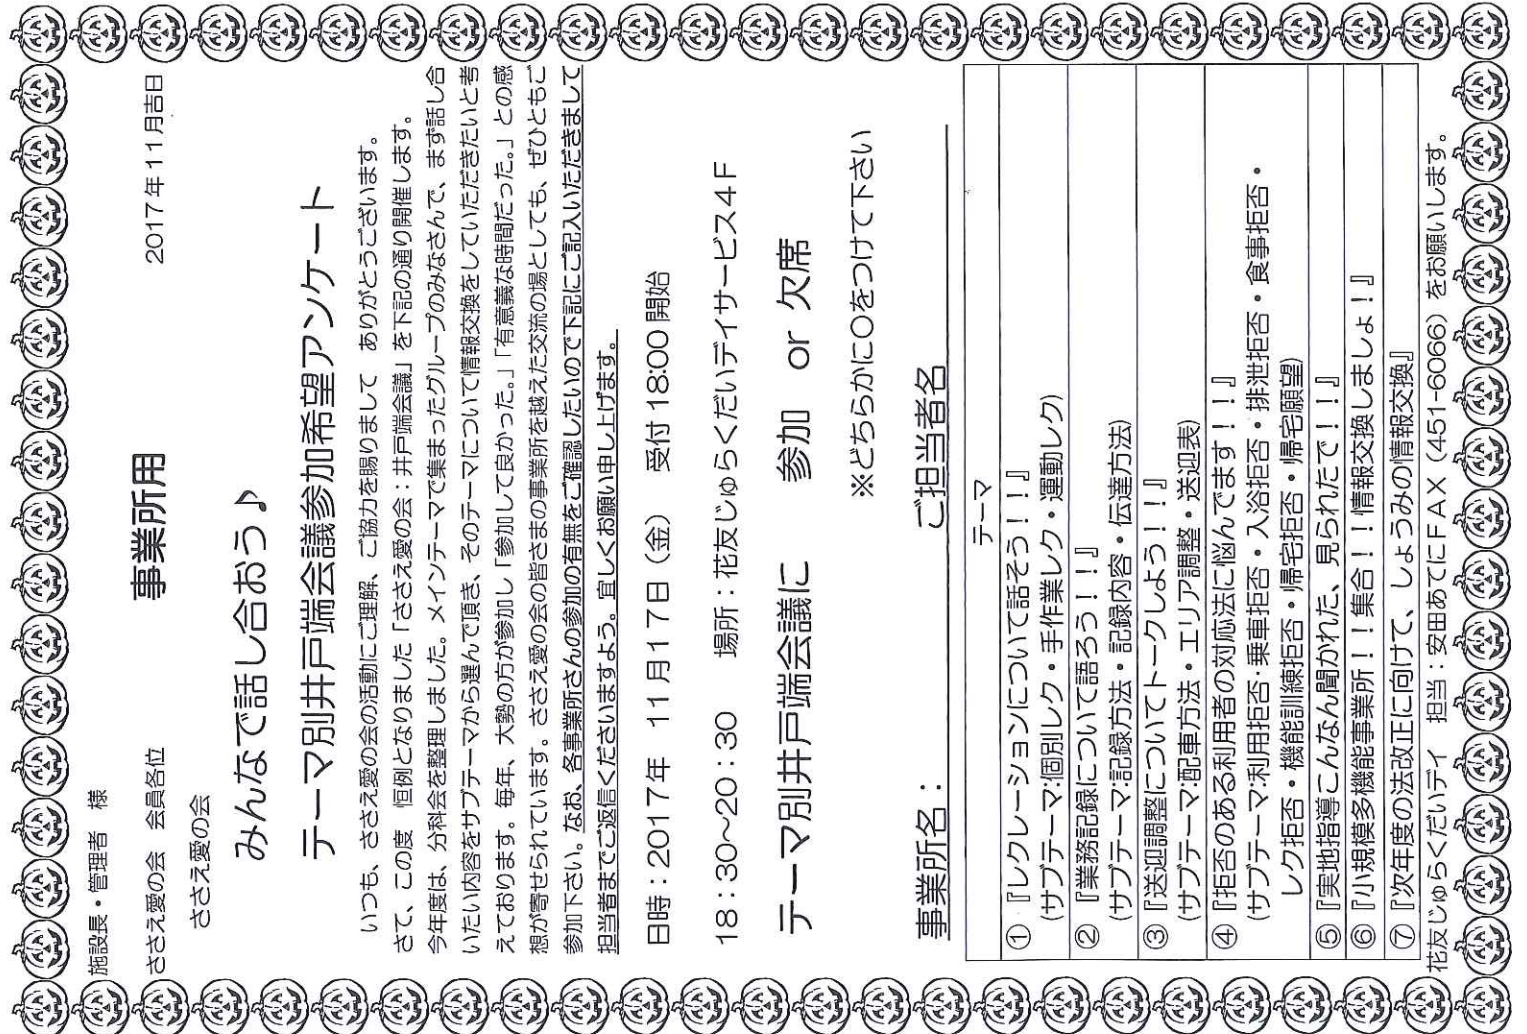 施設長・管理者　様
ささえ愛の会　会員各位　　　事業所用　　　2017年11月吉日
ささえ愛の会
みんなで話し合おう♪
テーマ別井戸端会議参加希望アンケート
いつも、ささえ愛の会の活動にご理解、ご協力を賜りまして　ありがとうございます。
さて、この度　恒例となりました「ささえ愛の会：井戸端会議」を下記の通り開催します。
今年度は、分科会を整理しました。メインテーマで集まったグループのみなさんで、まず話し合
いたい内容をサブテーマから選んで頂き、そのテーマについて情報交換をしていただきたいと考
えております。毎年、大勢の方が参加し「参加して良かった。」「有意義な時間だった。」との感
想が寄せられています。ささえ愛の会の皆さまの事業所を越えた交流の場としても、ぜひともご
参加下さい。なお、各事業所さんの参加の有無をご確認したいので下記にご記入いただきまして
担当者までご返信くださいますよう。宜しくお願い申し上げます。
日時：2017年　11月17日（金）　受付18:00開始
18：30～20：30　　場所：花友じゅらくだいデイサービス4F
テーマ別井戸端会議に　　参加　or　欠席
※どちらかに〇をつけて下さい
事業所名：　　　　　　　　　　ご担当者名
テーマ
①『レクレーションについて話そう！！』
(サブテーマ:個別レク・手作業レク・運動レク)
②『業務記録について語ろう！！』
(サブテーマ:記録方法・記録内容・伝達方法)
③『送迎調整についてトークしよう！！』
(サブテーマ:配車方法・エリア調整・送迎表)
④『拒否のある利用者の対応法に悩んでます！！』
(サブテーマ:利用拒否・乗車拒否・入浴拒否・排泄拒否・食事拒否・
レク拒否・機能訓練拒否・帰宅拒否・帰宅願望)
⑤『実地指導こんなん聞かれた、見られたで！！』
⑥『小規模多機能事業所！！集合！！情報交換しましょ！』
⑦『次年度の法改正に向けて、しょうみの情報交換』
花友じゅらくだいデイ　担当：安田あてにＦＡＸ（451-6066）をお願いします。